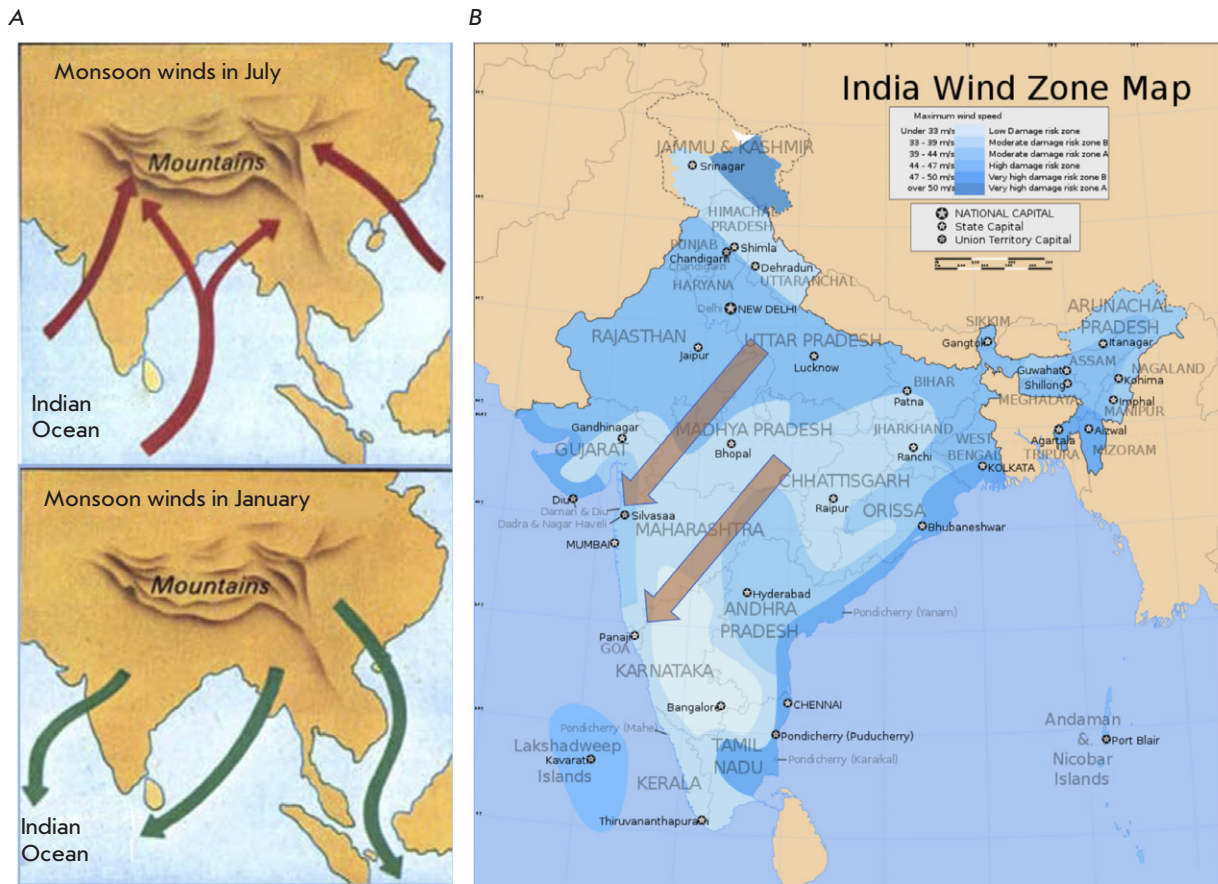 A
Monsoon winds in July
Mountains
Indian
Ocean
Monsoon winds in January
Mountains
Indian
Ocean
B
India Wind Zone Map
Maximum wind speed
Under 33 m/s Low Damage risk zone
33 - 39 m/s Moderate damage risk zone B
39 - 44 m/s Moderate damage risk zone A
44 - 47 m/s High damage risk zone
47 - 50 m/s Very high damage risk zone B
over 50 m/s Very high damage risk zone A
NATIONAL CAPITAL
State Capital
Union Territory Capital
JAMMU & KASHMIR
Srinagar
HIMACHAL
PRADESH
PUNJAB
Shimla
Chandigarh
Chandigarh
Dehradun
UTTARANCHAL
HARYANA
Delhi
NEW DELHI
RAJASTHAN
Jaipur
UTTAR PRADESH
Lucknow
SIKKIM
Gangtok
ARUNACHAL
PRADESH
Itanagar
ASSAM
Guwahat
Shillong
MEGHALAYA
NAGALAND
Kohima
Imphal
MANIPUR
BIHAR
Patna
Agartala
TRIPURA
Aizwal
MIZORAM
Gandhinagar
GUJARAT
MADHYA PRADESH
Bhopal
JHARKHAND
Ranchi
WEST
BENGAL
KOLKATA
CHHATTISGARH
Raipur
ORISSA
Bhubaneshwar
Diu
Daman & Diu
Dadra & Nagar Haveli
Silvasaa
MAHARASHTRA
MUMBAI
Hyderabad
ANDHRA
PRADESH
Pondicherry (Yanam)
Panaji
GOA
KARNATAKA
Bangalore
CHENNAI
Pondicherry (Mahe)
Pondicherry (Puducherry)
Lakshadweep
Kavarati
Islands
TAMIL
NADU
Pondicherry (Karaikal)
KERALA
Thiruvananthapuram
Andaman
&
Nicobar
Islands
Port Blair